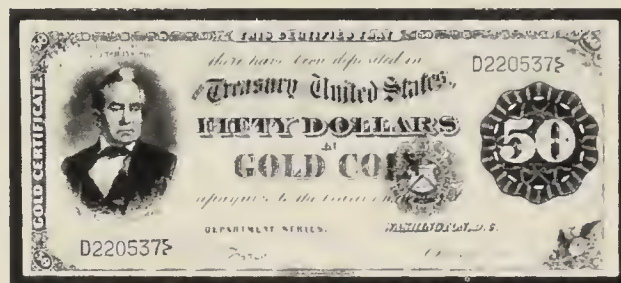 THIS CERTIFIES THAT
there have been deposited in
the Treasury United States
D220537
FIFTY DOLLARS
in
GOLD COIN
50
GOLD CERTIFICATE
DEPARTMENT SERIES.
WASHINGTON, D.C.
D220537